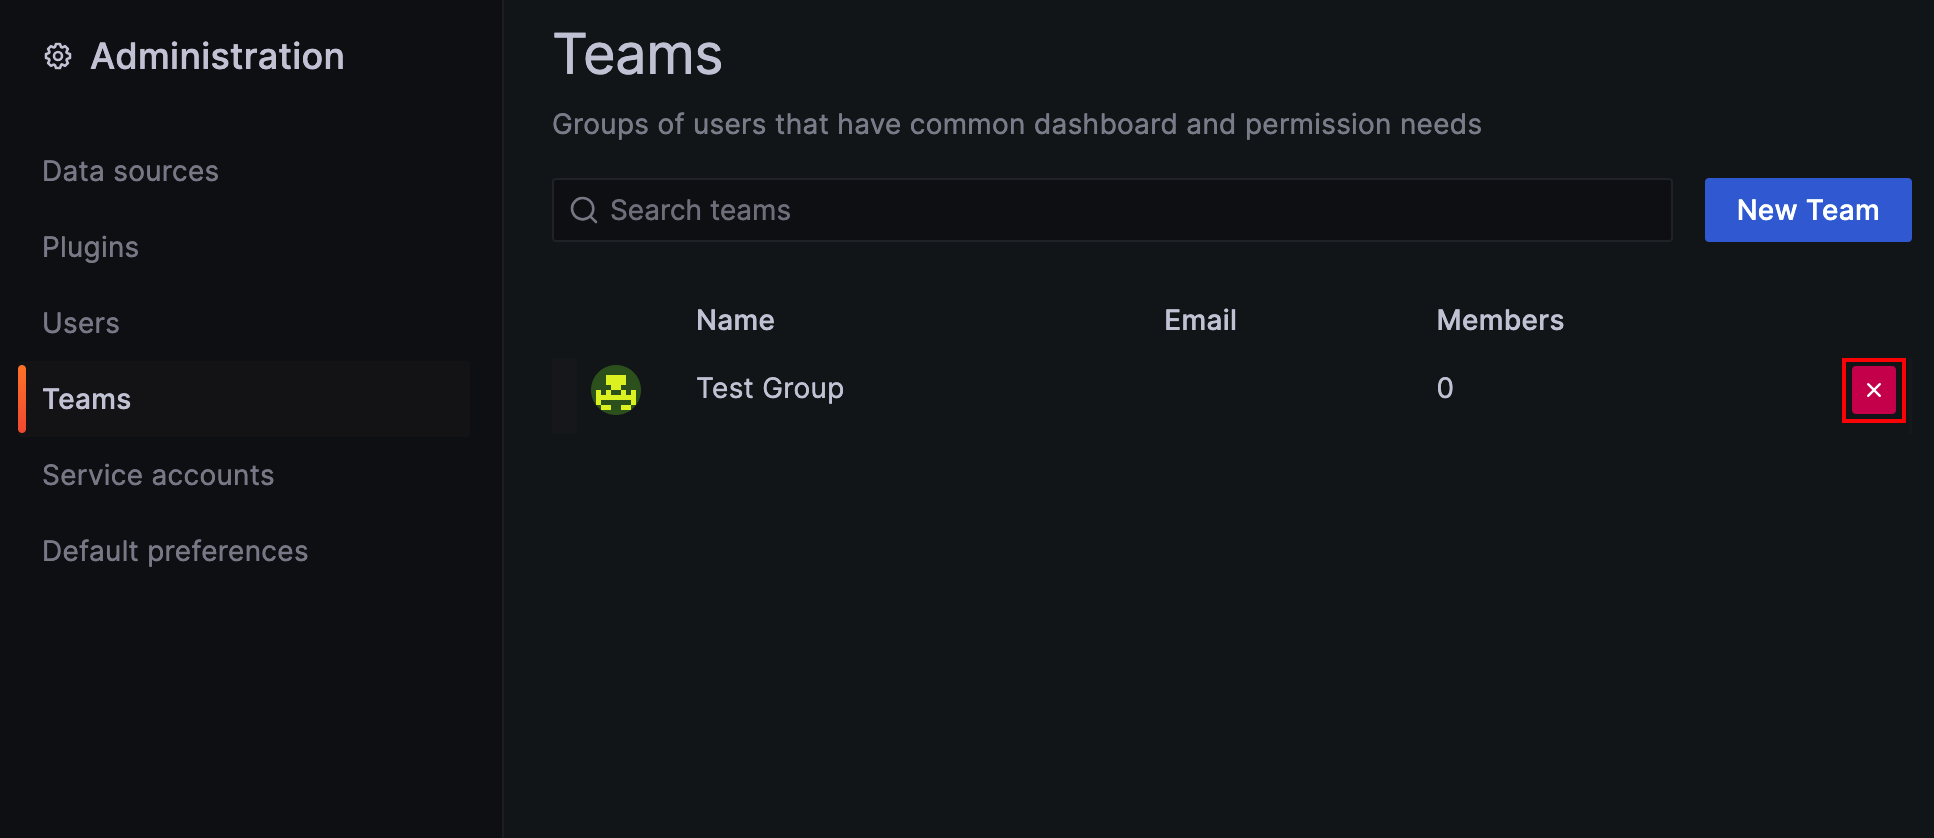 Administration
Data sources
Plugins
Users
Teams
Service accounts
Default preferences
Teams
Groups of users that have common dashboard and permission needs
Search teams
New Team
Name Email Members
Test Group 0